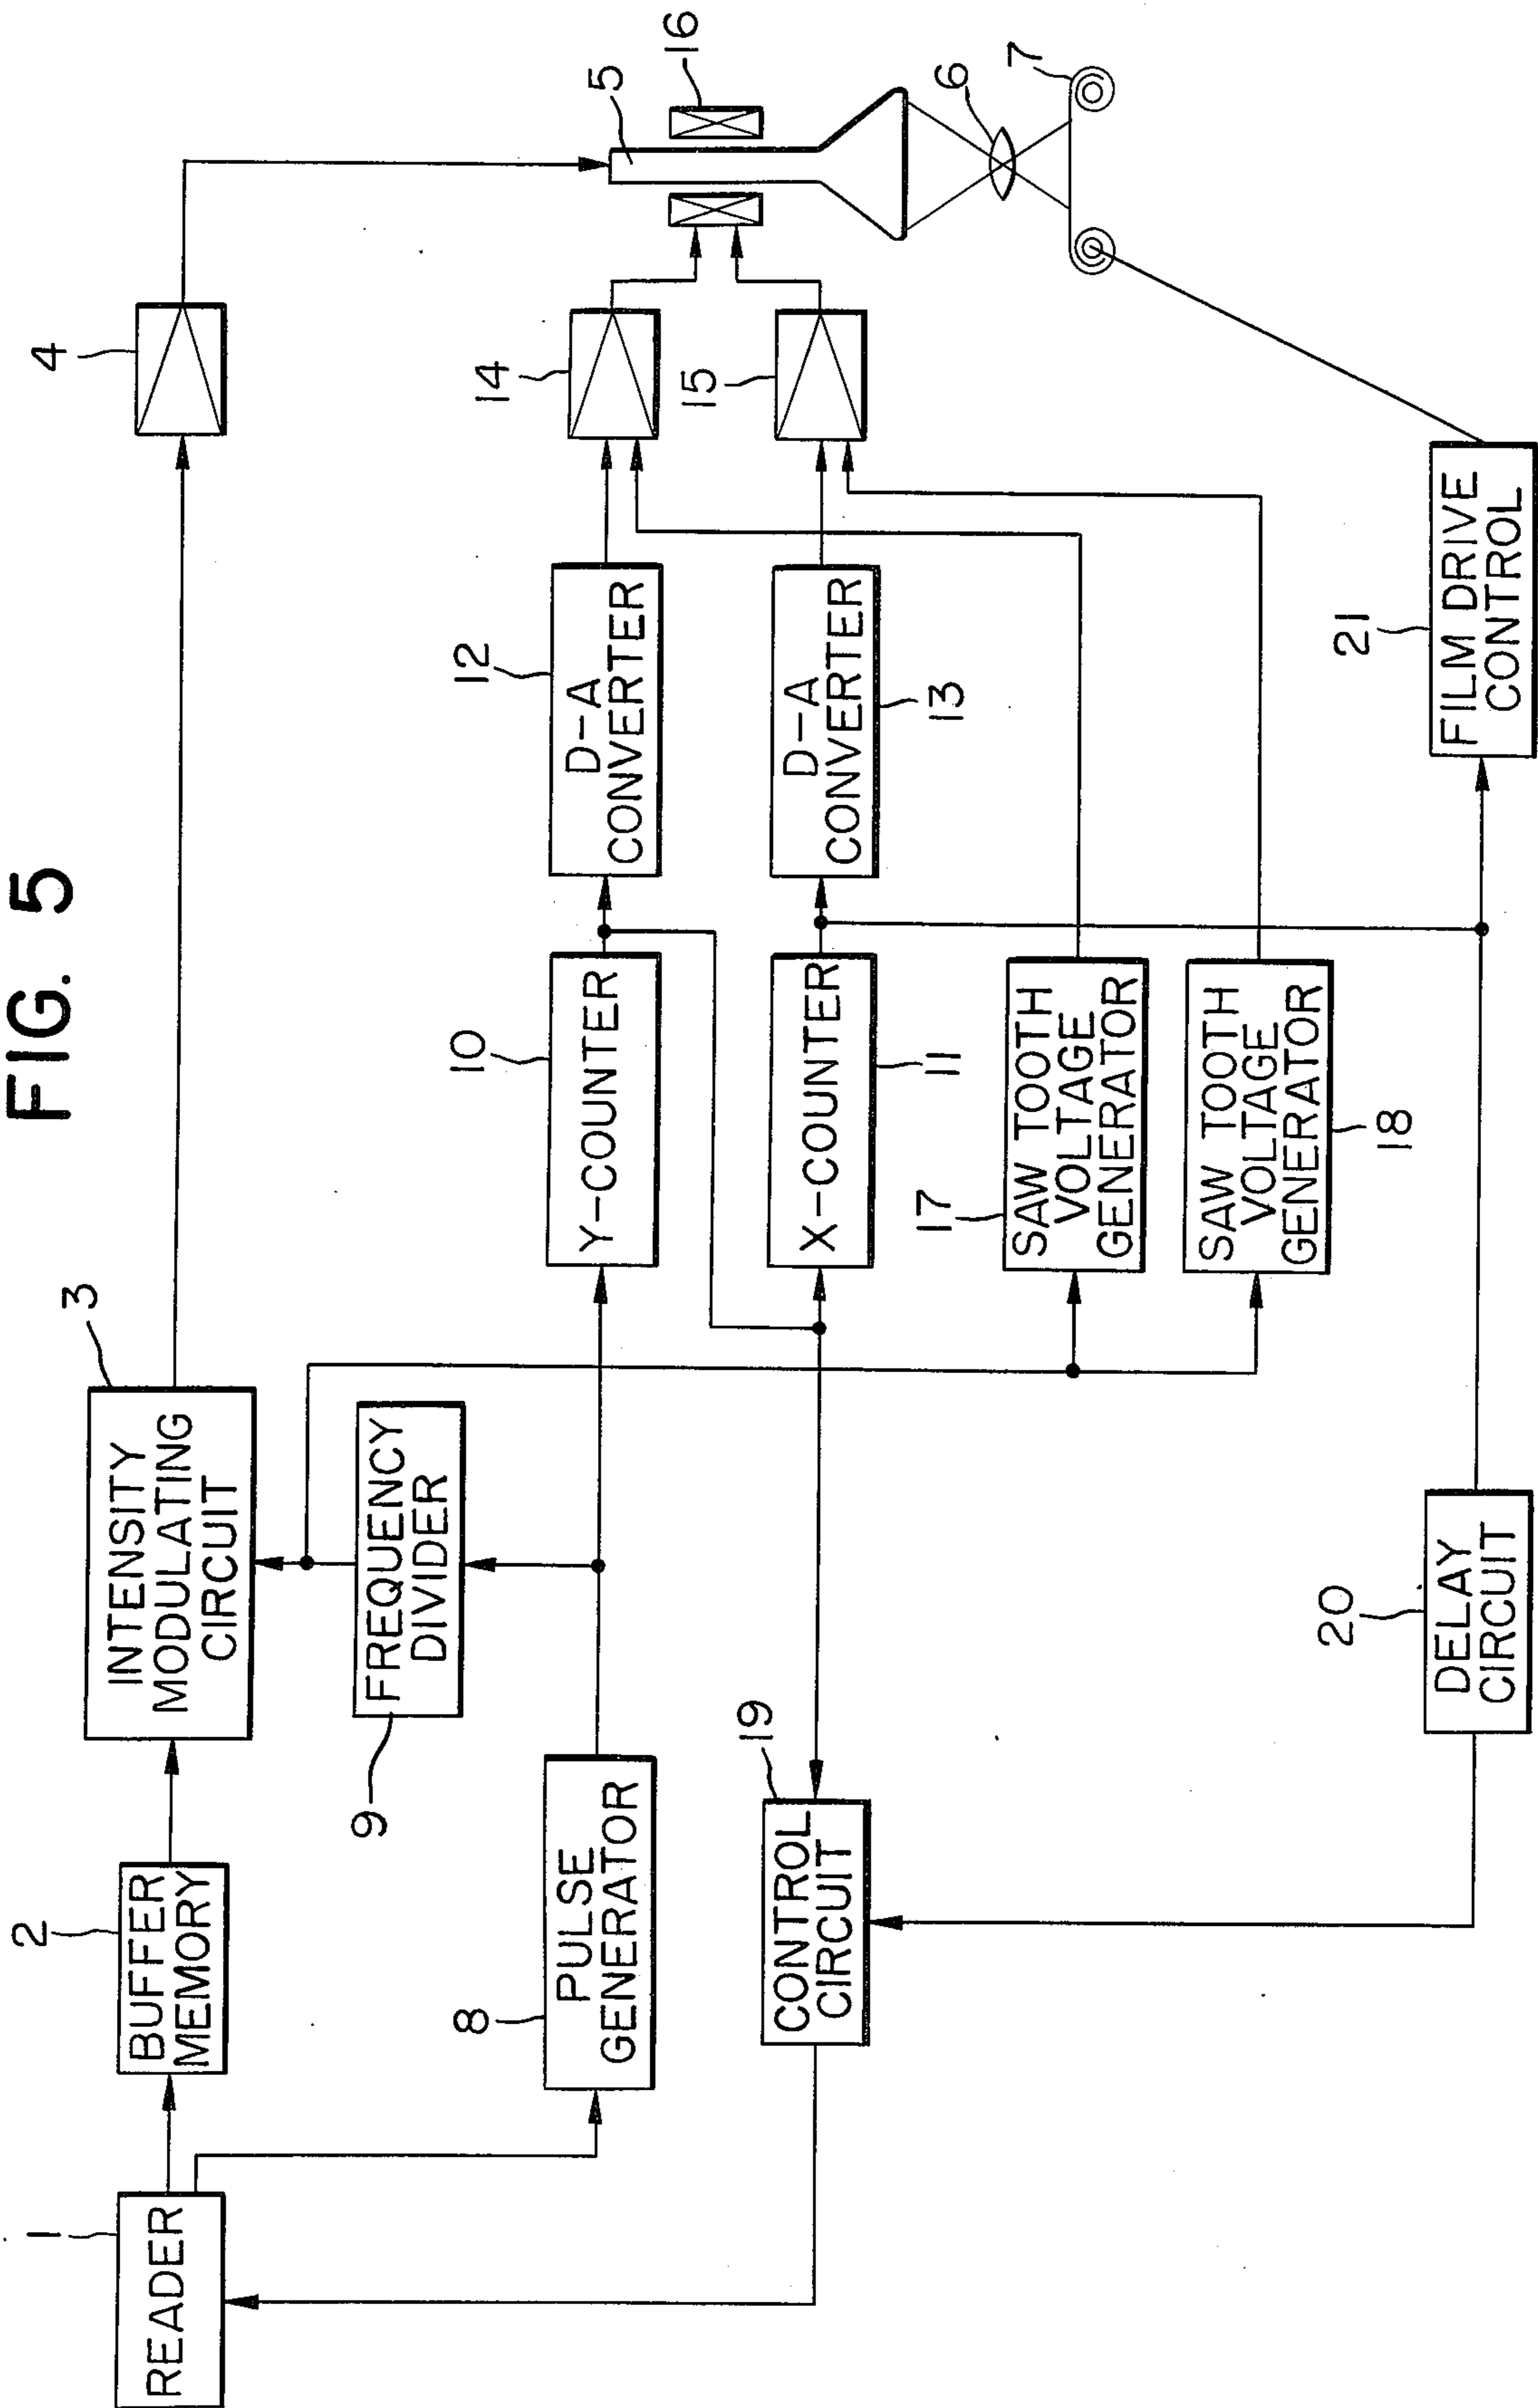 FIG. 5
1
READER
2
BUFFER
MEMORY
3
INTENSITY
MODULATING
CIRCUIT
4
5
16
6
7
8
PULSE
GENERATOR
9
FREQUENCY
DIVIDER
10
Y-COUNTER
12
D-A
CONVERTER
14
19
CONTROL
CIRCUIT
X-COUNTER
11
D-A
CONVERTER
13
15
17
SAW TOOTH
VOLTAGE
GENERATOR
SAW TOOTH
VOLTAGE
GENERATOR
18
20
DELAY
CIRCUIT
21
FILM DRIVE
CONTROL